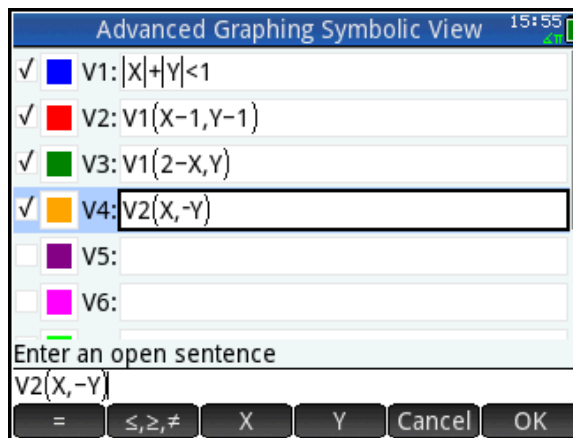 Advanced Graphing Symbolic View 15:55
∡π
√ V1: |X|+|Y|<1
√ V2: V1(X−1,Y−1)
√ V3: V1(2−X,Y)
√ V4: V2(X,−Y)
V5:
V6:
Enter an open sentence
V2(X,−Y)
= ≤,≥,≠ X Y Cancel OK